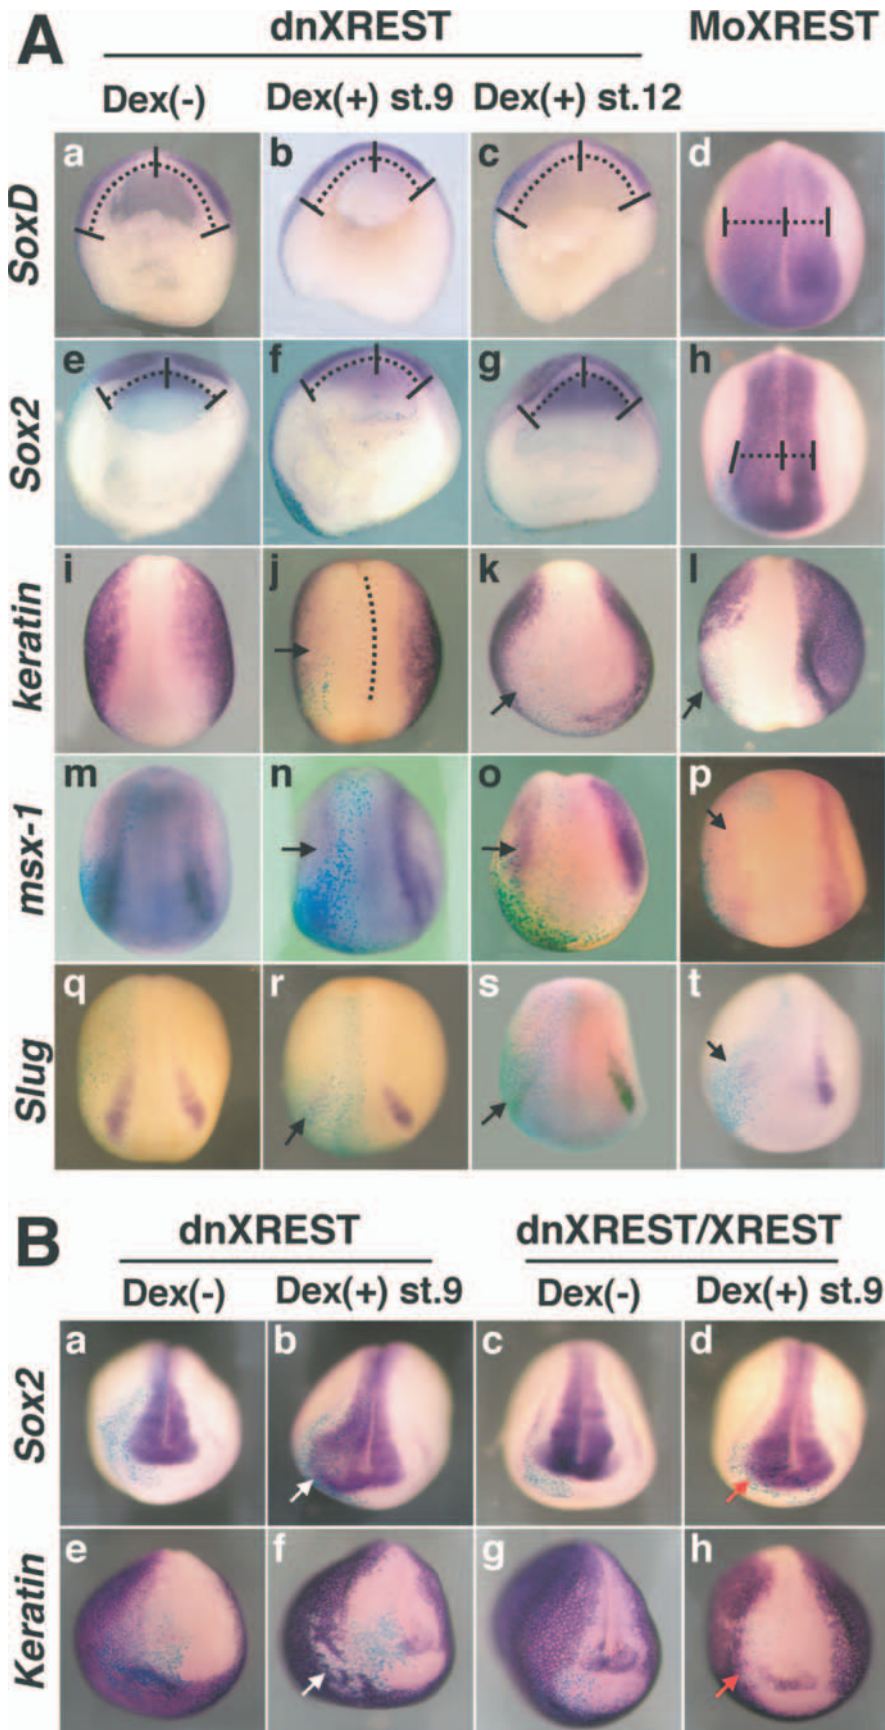 A
dnXREST MoXREST
Dex(-) Dex(+) st.9 Dex(+) st.12
SoxD
a b c d
Sox2
e f g h
keratin
i j k l
msx-1
m n o p
Slug
q r s t
B
dnXREST dnXREST/XREST
Dex(-) Dex(+) st.9 Dex(-) Dex(+) st.9
Sox2
a b c d
Keratin
e f g h